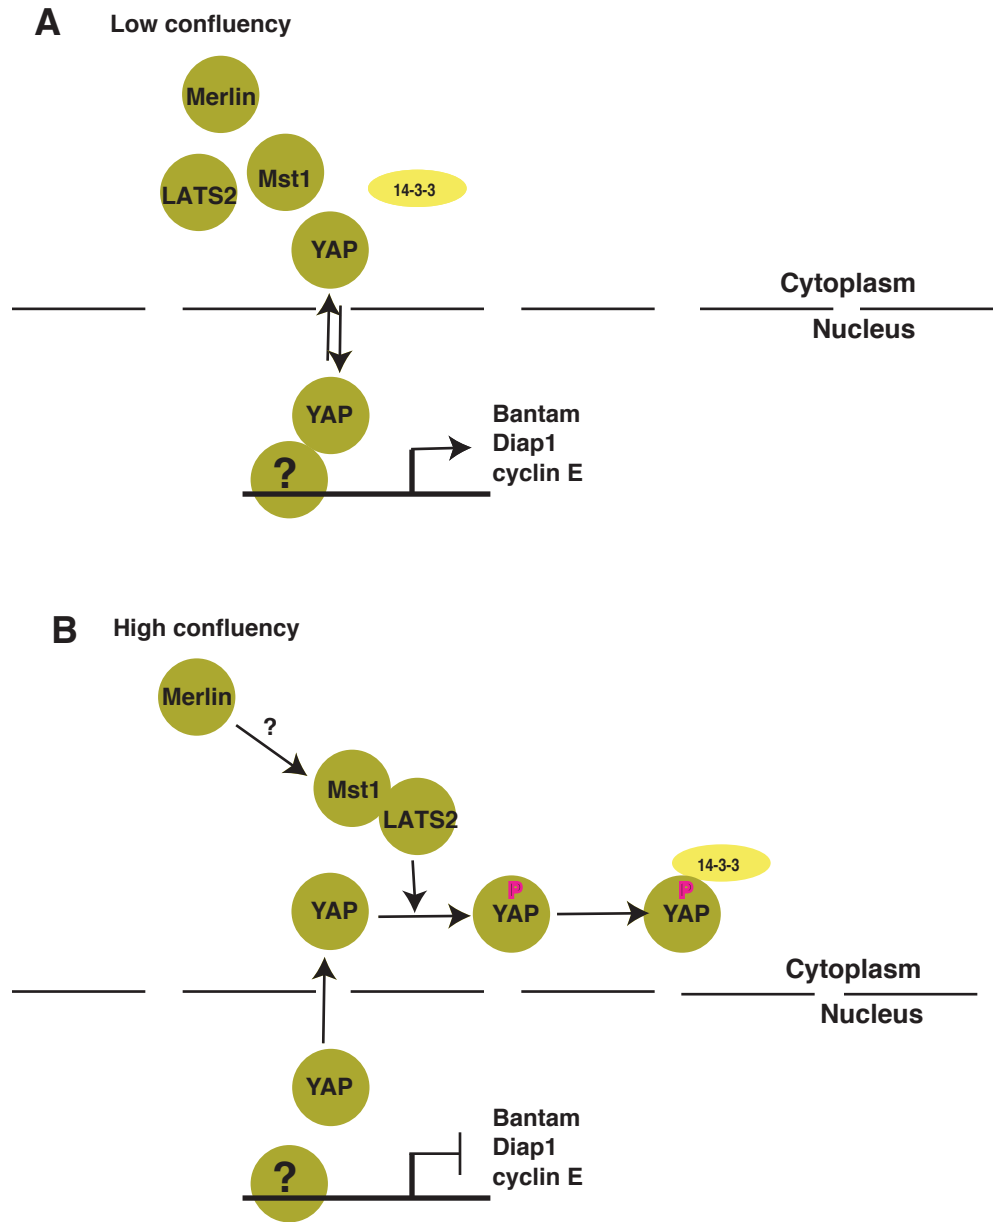 A Low confluency
Merlin
Mst1
LATS2
14-3-3
YAP
Cytoplasm
Nucleus
YAP
Bantam
Diap1
cyclin E
?
B High confluency
Merlin
?
Mst1
LATS2
14-3-3
P
P
YAP
YAP
YAP
Cytoplasm
Nucleus
YAP
Bantam
Diap1
cyclin E
?